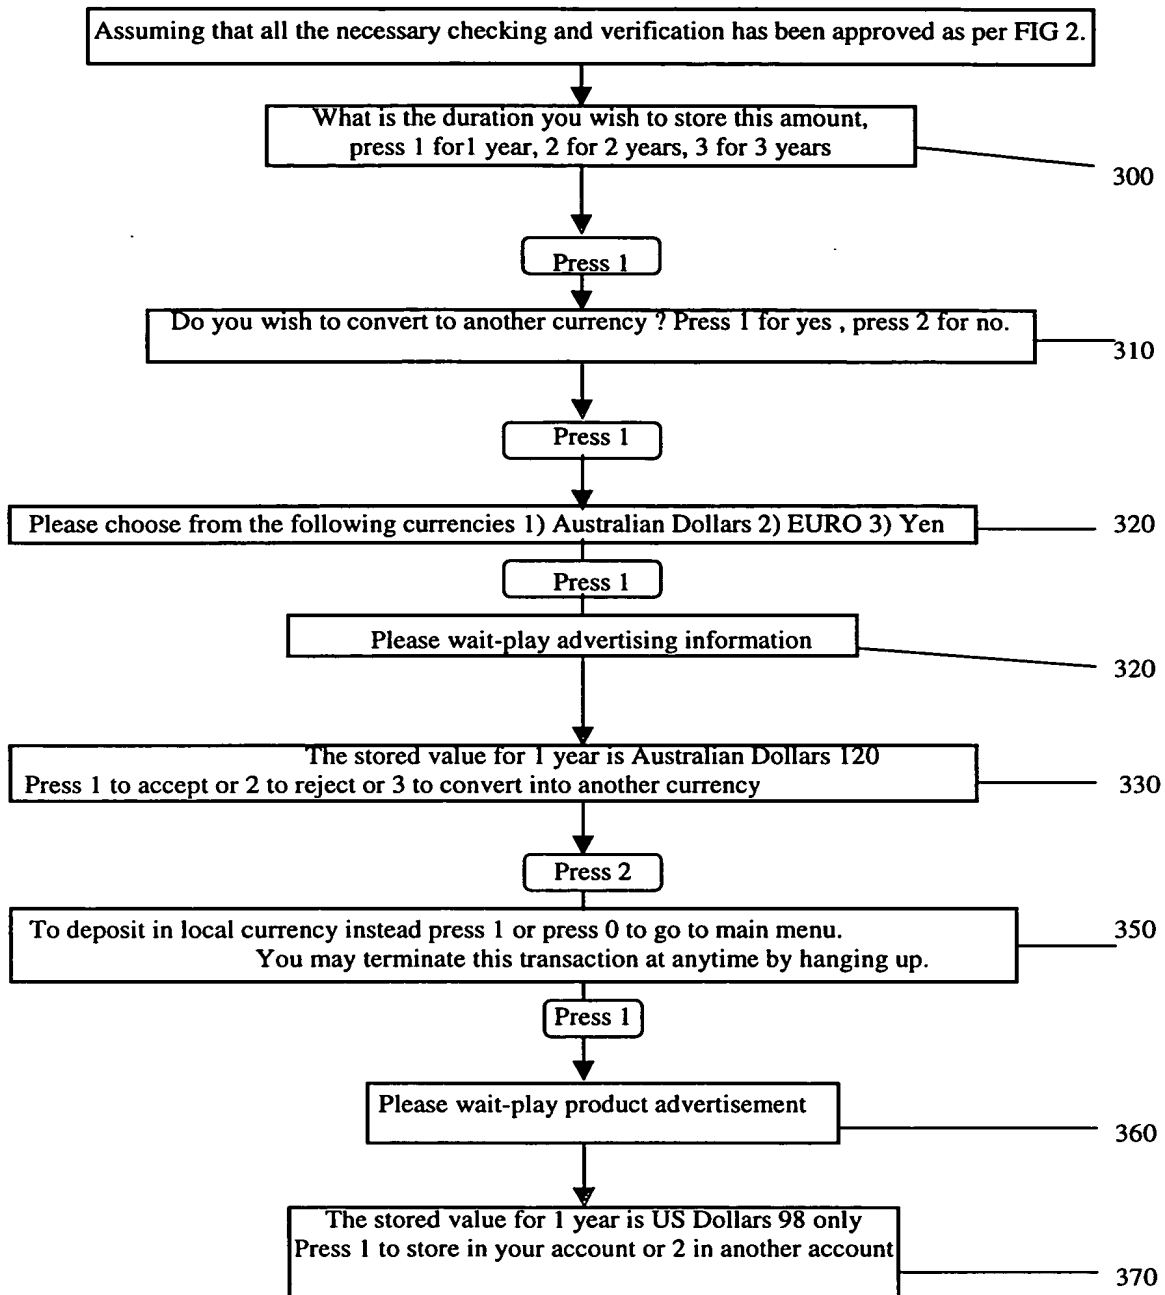 Assuming that all the necessary checking and verification has been approved as per FIG 2.
What is the duration you wish to store this amount,
press 1 for1 year, 2 for 2 years, 3 for 3 years
300
Press 1
Do you wish to convert to another currency ? Press 1 for yes , press 2 for no.
310
Press 1
Please choose from the following currencies 1) Australian Dollars 2) EURO 3) Yen
320
Press 1
Please wait-play advertising information
320
The stored value for 1 year is Australian Dollars 120
Press 1 to accept or 2 to reject or 3 to convert into another currency
330
Press 2
To deposit in local currency instead press 1 or press 0 to go to main menu.
You may terminate this transaction at anytime by hanging up.
350
Press 1
Please wait-play product advertisement
360
The stored value for 1 year is US Dollars 98 only
Press 1 to store in your account or 2 in another account
370